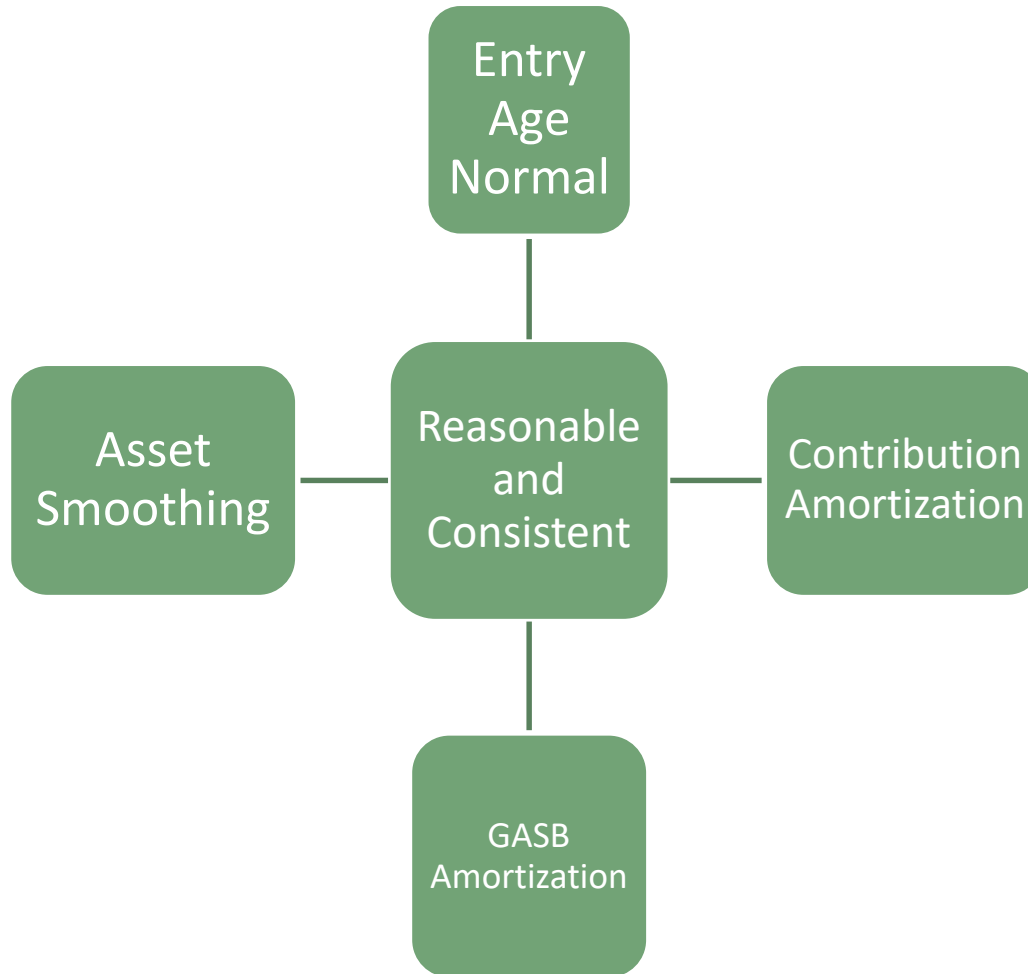 Entry
Age
Normal
Asset
Smoothing
Reasonable
and
Consistent
Contribution
Amortization
GASB
Amortization